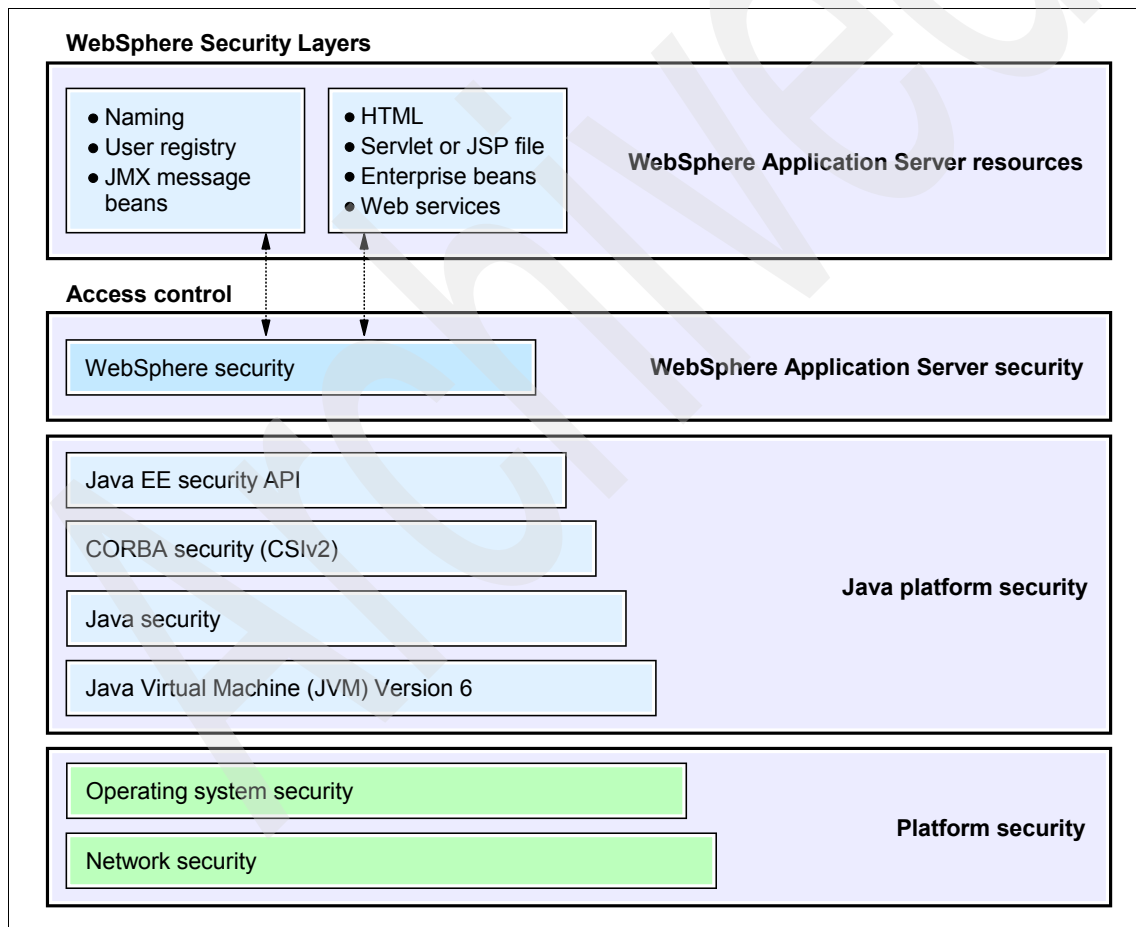 WebSphere Security Layers
● Naming
● User registry
● JMX message
beans
● HTML
● Servlet or JSP file
● Enterprise beans
● Web services
WebSphere Application Server resources
Access control
WebSphere security
WebSphere Application Server security
Java EE security API
CORBA security (CSIv2)
Java security
Java Virtual Machine (JVM) Version 6
Java platform security
Operating system security
Network security
Platform security
Archived